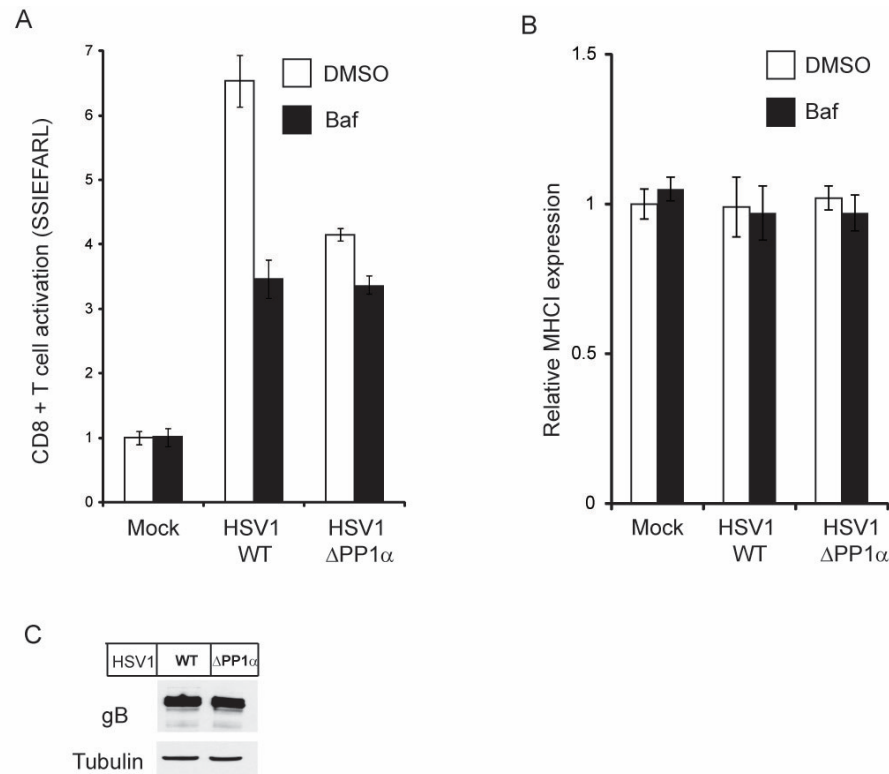 A
7
6
5
4
3
2
1
0
CD8 + T cell activation (SSIEFARL)
DMSO
Baf
Mock
HSV1
WT
HSV1
ΔPP1α
B
1.5
1
0.5
0
Relative MHCI expression
DMSO
Baf
Mock
HSV1
WT
HSV1
ΔPP1α
C
HSV1 WT ΔPP1α
gB
Tubulin